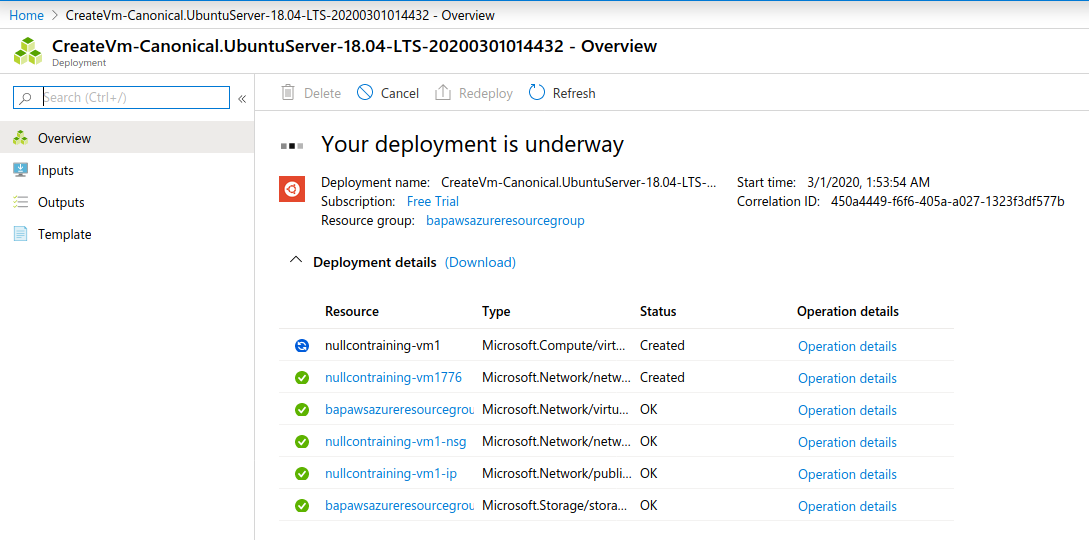 Home > CreateVm-Canonical.UbuntuServer-18.04-LTS-20200301014432 - Overview
CreateVm-Canonical.UbuntuServer-18.04-LTS-20200301014432 - Overview
Deployment
Search (Ctrl+/)
«
Overview
Inputs
Outputs
Template
Delete Cancel Redeploy Refresh
Your deployment is underway
Deployment name: CreateVm-Canonical.UbuntuServer-18.04-LTS-... Start time: 3/1/2020, 1:53:54 AM
Subscription: Free Trial Correlation ID: 450a4449-f6f6-405a-a027-1323f3df577b
Resource group: bapawsazureresourcegroup
Deployment details (Download)
Resource Type Status Operation details
nullcontraining-vm1 Microsoft.Compute/virt... Created Operation details
nullcontraining-vm1776 Microsoft.Network/netw... Created Operation details
bapawsazureresourcegrou Microsoft.Network/virtu... OK Operation details
nullcontraining-vm1-nsg Microsoft.Network/netw... OK Operation details
nullcontraining-vm1-ip Microsoft.Network/publi... OK Operation details
bapawsazureresourcegrou Microsoft.Storage/stora... OK Operation details